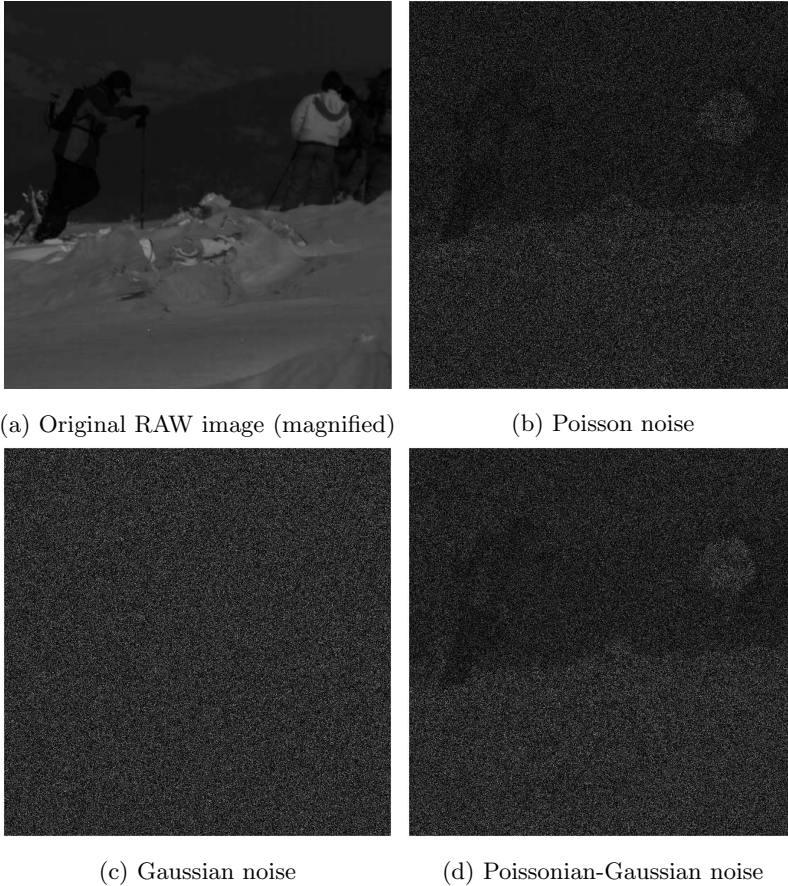 (a) Original RAW image (magnified)
(b) Poisson noise
(c) Gaussian noise
(d) Poissonian-Gaussian noise